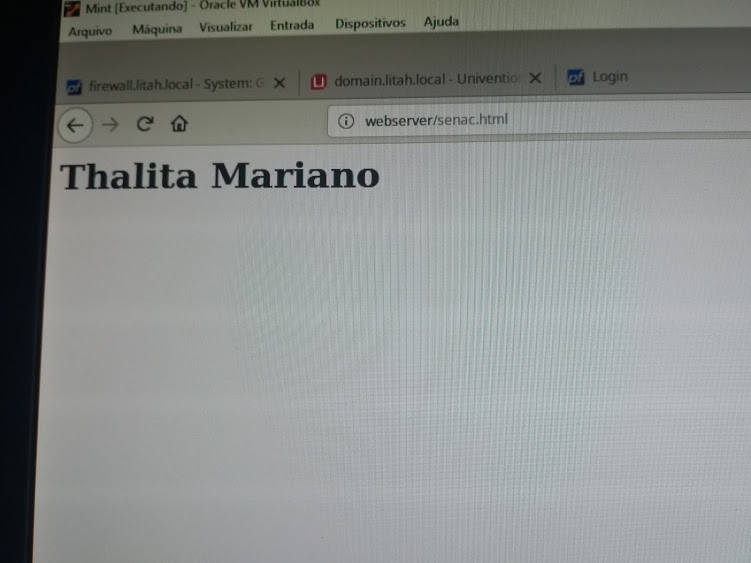 Mint [Executando] - Oracle VM VirtualBox
Arquivo Máquina Visualizar Entrada Dispositivos Ajuda
firewall.litah.local - System: G domain.litah.local - Univention Login
webserver/senac.html
Thalita Mariano